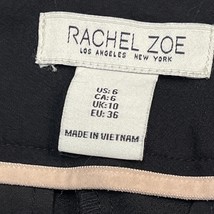 RACHEL ZOE
LOS ANGELES NEW YORK
US: 6
CA: 6
UK: 10
EU: 36
MADE IN VIETNAM